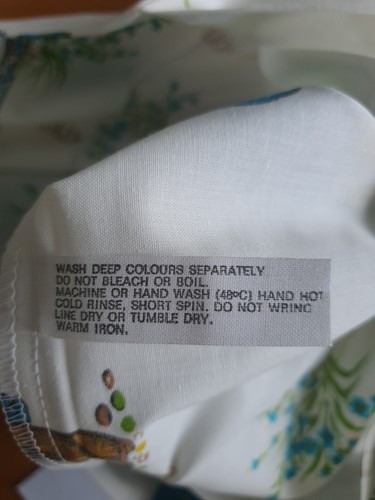 WASH DEEP COLOURS SEPARATELY
DO NOT BLEACH OR BOIL.
MACHINE OR HAND WASH (48ºC) HAND HOT
COLD RINSE, SHORT SPIN. DO NOT WRING
LINE DRY OR TUMBLE DRY.
WARM IRON.